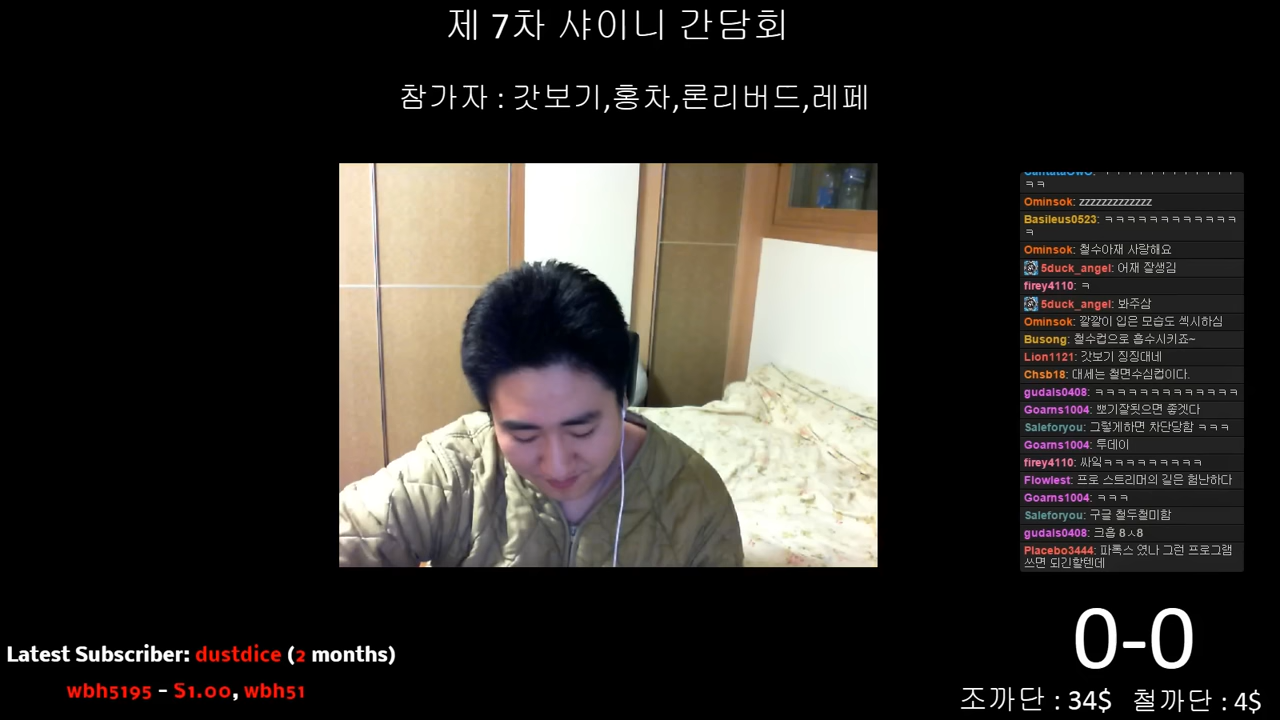 제 7차 샤이니 간담회
참가자 : 갓보기,홍차,론리버드,레페
ㅋㅋ
Ominsok: zzzzzzzzzzzzz
Basileus0523: ㅋㅋㅋㅋㅋㅋㅋㅋㅋㅋㅋㅋ
ㅋ
Ominsok: 철수아재 사랑해요
5duck_angel: 어재 잘생김
firey4110: ㅋ
5duck_angel: 봐주삼
Ominsok: 깔깔이 입은 모습도 섹시하심
Busong: 철수컵으로 흡수시키죠~
Lion1121: 갓보기 징징대네
Chsb18: 대세는 철면수심컵이다.
gudals0408: ㅋㅋㅋㅋㅋㅋㅋㅋㅋㅋㅋㅋㅋ
Goarns1004: 뽀기잘됫으면 좋겟다
Saleforyou: 그렇게하면 차단당함 ㅋㅋㅋ
Goarns1004: 투데이
firey4110: 싸잌ㅋㅋㅋㅋㅋㅋㅋㅋㅋ
Flowlest: 프로 스트리머의 길은 험난하다
Goarns1004: ㅋㅋㅋ
Saleforyou: 구글 철두철미함
gudals0408: 크흡 8ㅅ8
Placebo3444: 파폭스 였나 그런 프로그램
쓰면 되긴할텐데
0-0
Latest Subscriber: dustdice (2 months)
wbh5195 - $1.00, wbh51
조까단 : 34$ 철까단 : 4$